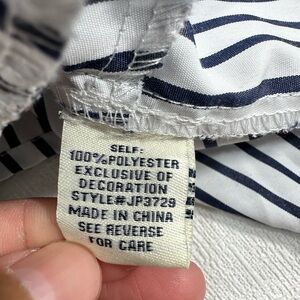 SELF:
100%POLYESTER
EXCLUSIVE OF
DECORATION
STYLE#JP3729
MADE IN CHINA
SEE REVERSE
FOR CARE